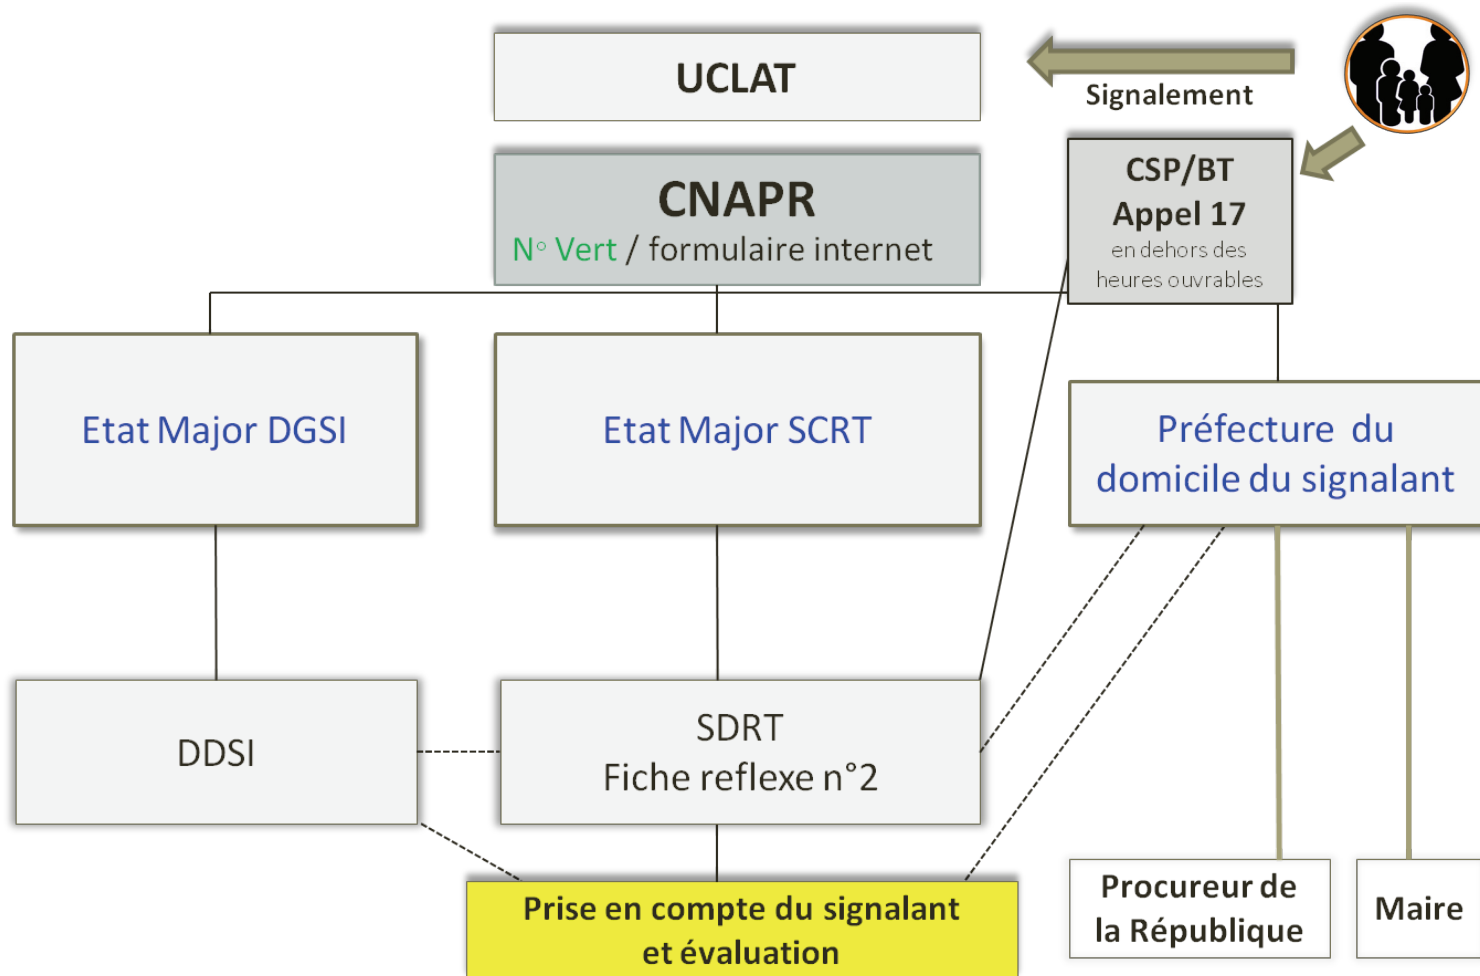 UCLAT
Signalement
CNAPR
N° Vert / formulaire internet
CSP/BT
Appel 17
en dehors des
heures ouvrables
Etat Major DGSI
Etat Major SCRT
Préfecture du
domicile du signalant
DDSI
SDRT
Fiche reflexe n°2
Prise en compte du signalant
et évaluation
Procureur de
la République
Maire